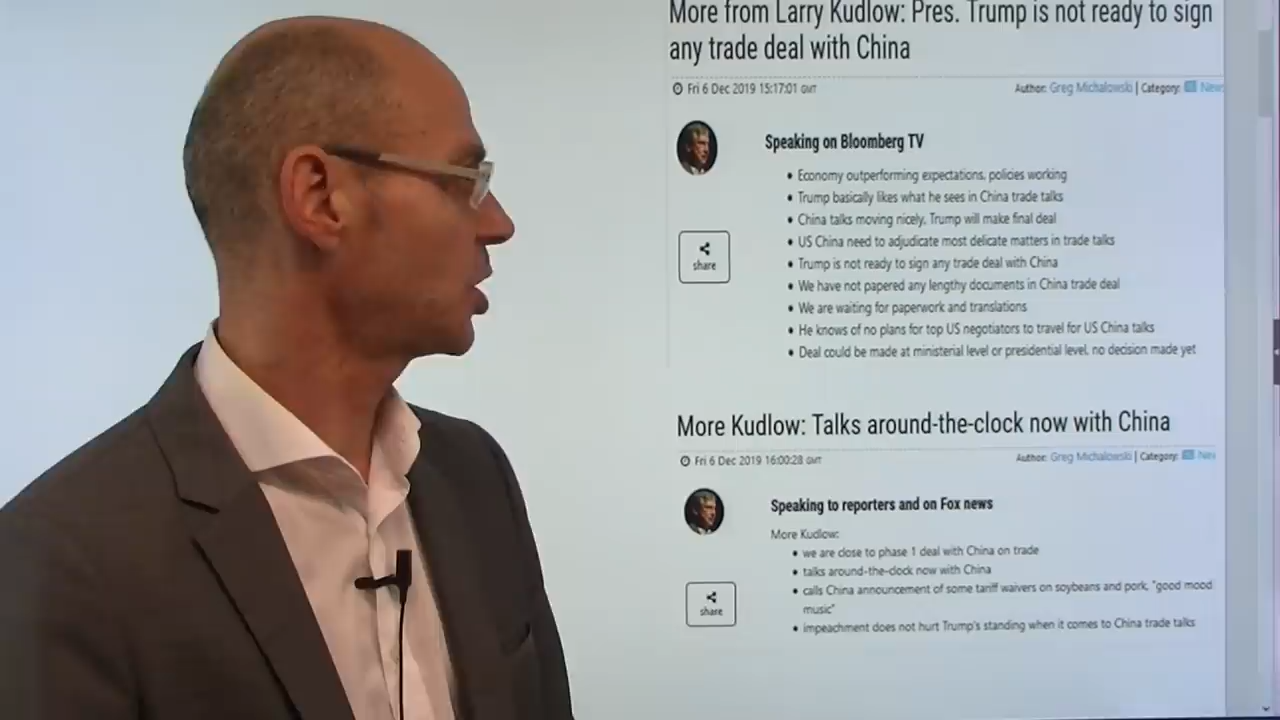 More from Larry Kudlow: Pres. Trump is not ready to sign
any trade deal with China
Fri 6 Dec 2019 15:17:01 GMT
Author: Greg Michalowski | Category: News
Speaking on Bloomberg TV
• Economy outperforming expectations, policies working
• Trump basically likes what he sees in China trade talks
• China talks moving nicely, Trump will make final deal
• US China need to adjudicate most delicate matters in trade talks
• Trump is not ready to sign any trade deal with China
• We have not papered any lengthy documents in China trade deal
• We are waiting for paperwork and translations
• He knows of no plans for top US negotiators to travel for US China talks
• Deal could be made at ministerial level or presidential level, no decision made yet
share
More Kudlow: Talks around-the-clock now with China
Fri 6 Dec 2019 16:00:28 GMT
Author: Greg Michalowski | Category: Nev
Speaking to reporters and on Fox news
More Kudlow:
• we are close to phase 1 deal with China on trade
• talks around-the-clock now with China
• calls China announcement of some tariff waivers on soybeans and pork, "good mood
music"
• impeachment does not hurt Trump's standing when it comes to China trade talks
share